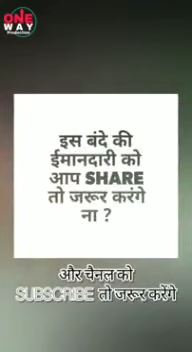 ONE
WAY
Production
इस बंदे की
ईमानदारी को
आप SHARE
तो जरूर करंगे
ना ?
और चैनल को
SUBSCRIBE तो जरूर करेंगे